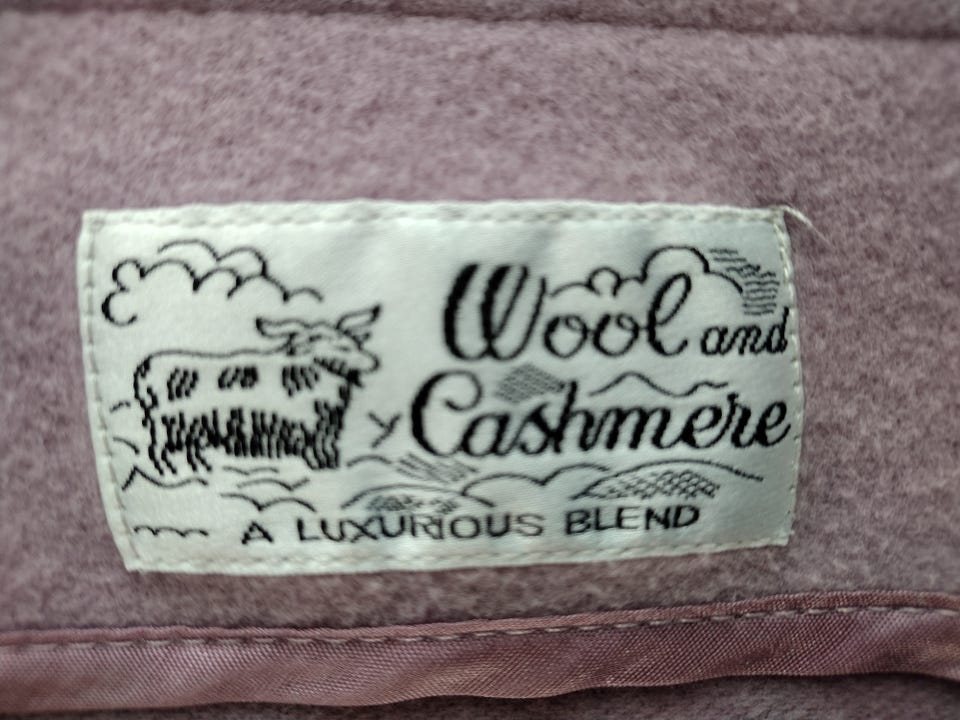 Wool and
Cashmere
A LUXURIOUS BLEND